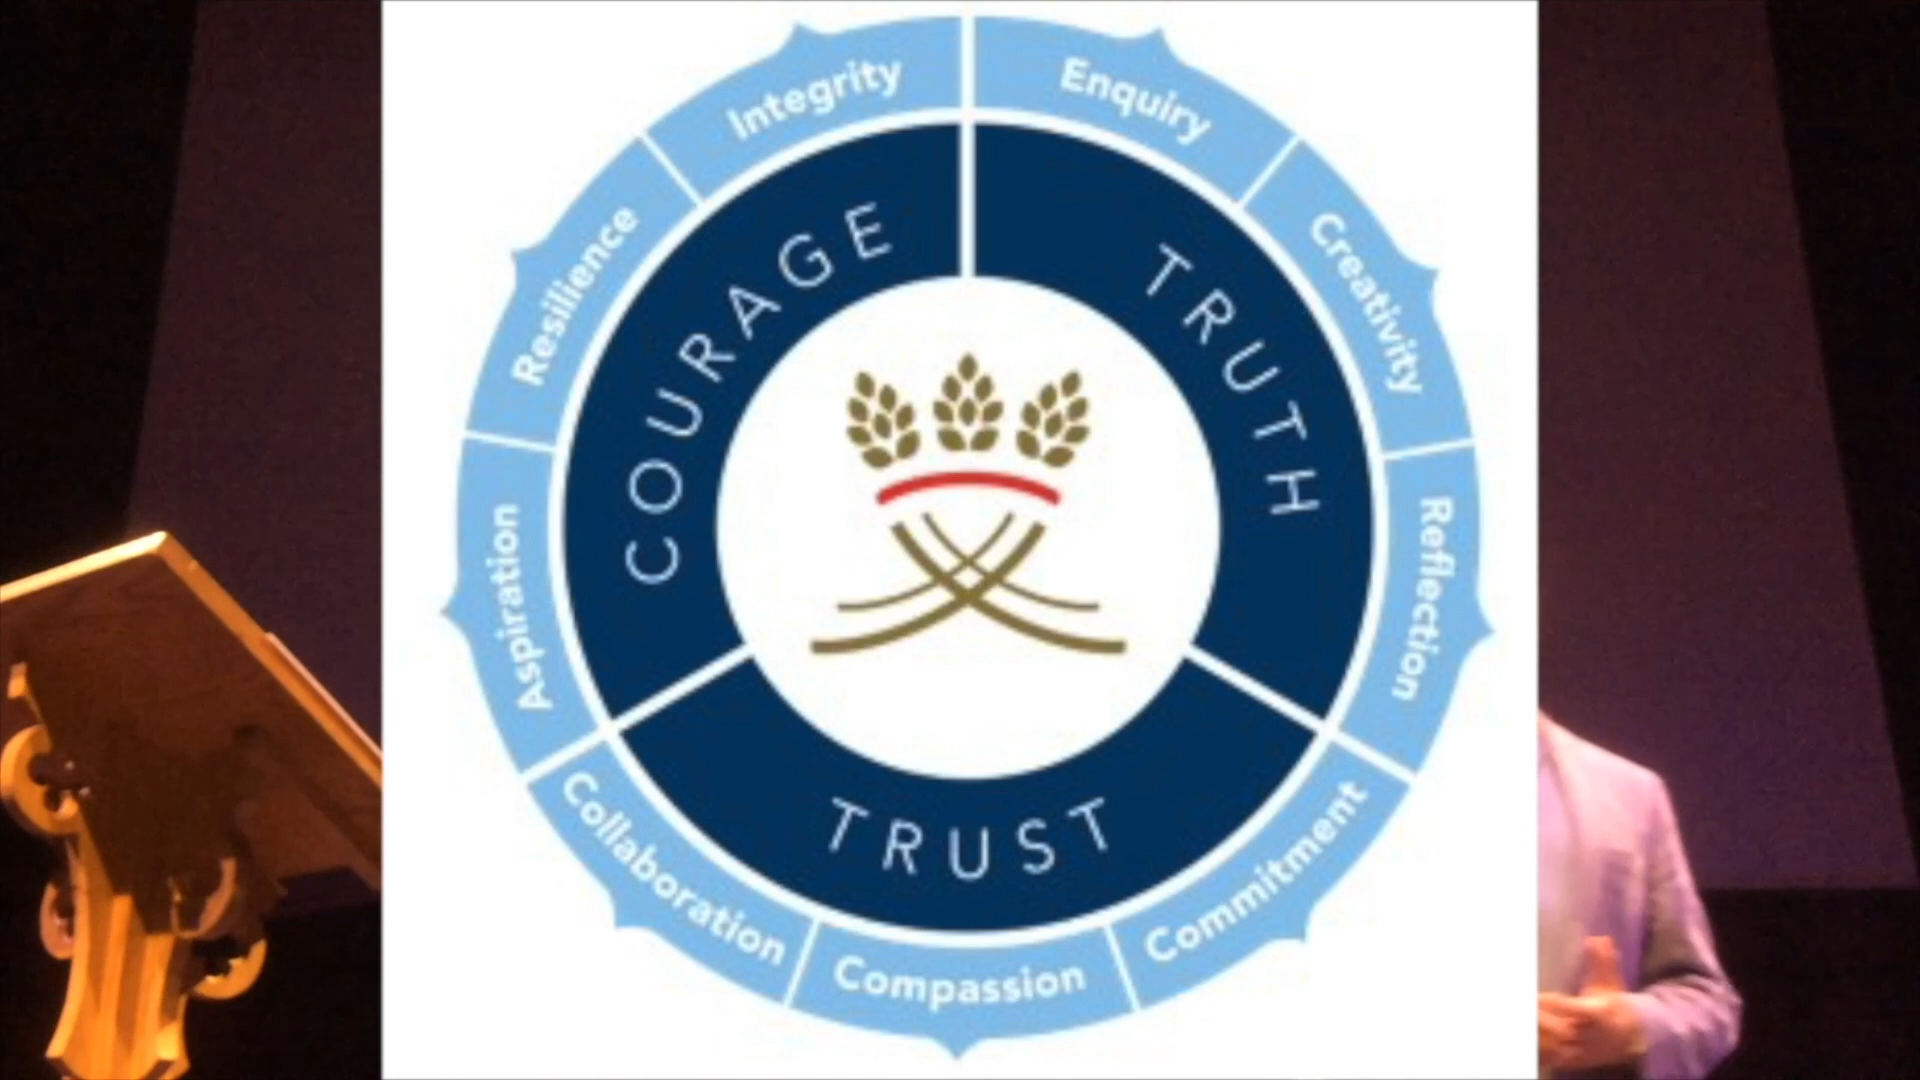 Integrity
Enquiry
Resilience
Creativity
Aspiration
Reflection
Collaboration
Compassion
Commitment
COURAGE
TRUTH
TRUST